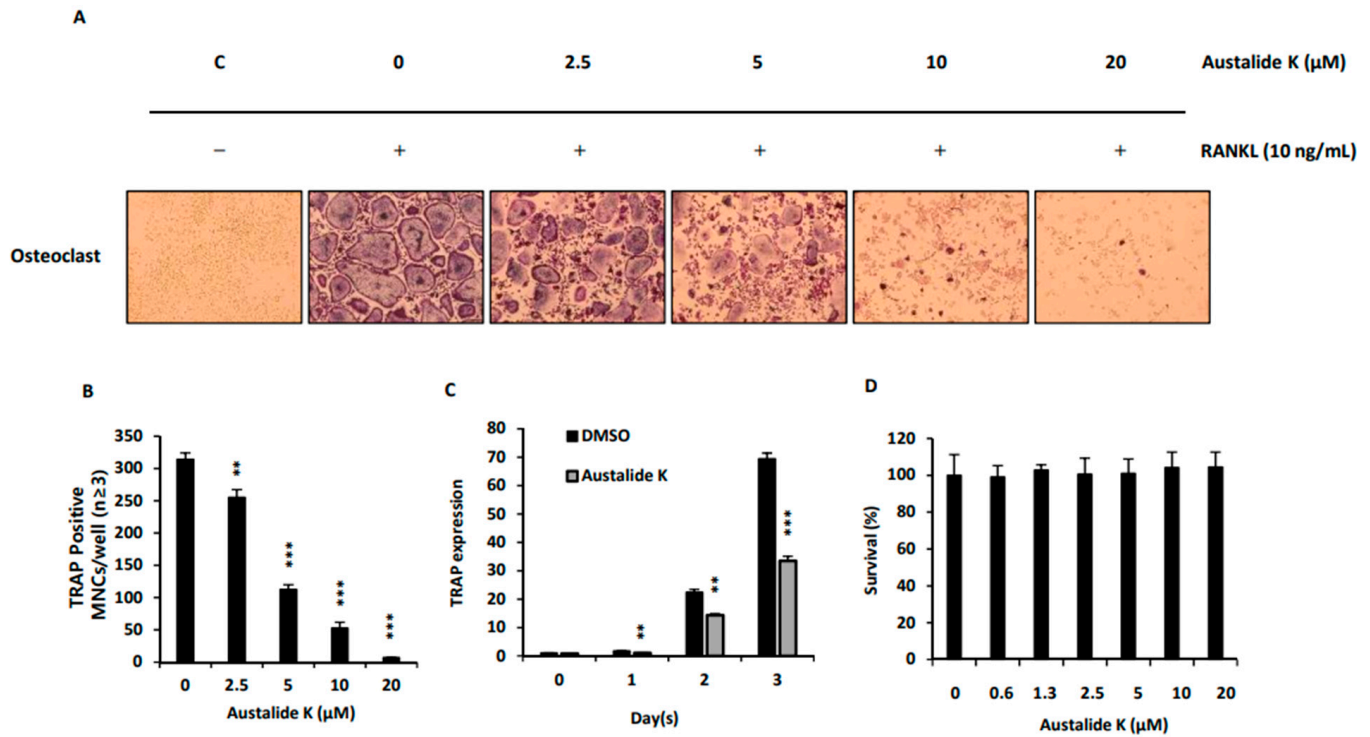 A
C 0 2.5 5 10 20 Austalide K (µM)
− + + + + + RANKL (10 ng/mL)
Osteoclast
B
TRAP Positive
MNCs/well (n≥3)
350
300
250
200
150
100
50
0
**
***
***
***
0 2.5 5 10 20
Austalide K (µM)
C
TRAP expression
80
70
60
50
40
30
20
10
0
DMSO
Austalide K
**
**
***
0 1 2 3
Day(s)
D
Survival (%)
120
100
80
60
40
20
0
0 0.6 1.3 2.5 5 10 20
Austalide K (µM)